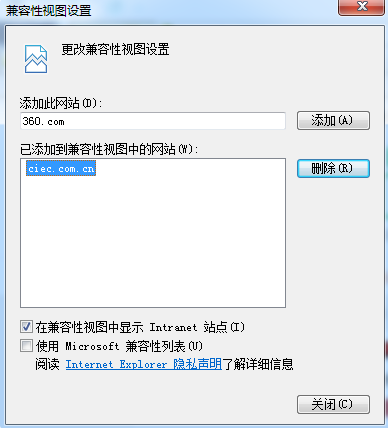 兼容性视图设置
更改兼容性视图设置
添加此网站(D):
360.com
添加(A)
已添加到兼容性视图中的网站(W):
ciec.com.cn
删除(R)
在兼容性视图中显示 Intranet 站点(I)
使用 Microsoft 兼容性列表(U)
阅读 Internet Explorer 隐私声明了解详细信息
关闭(C)